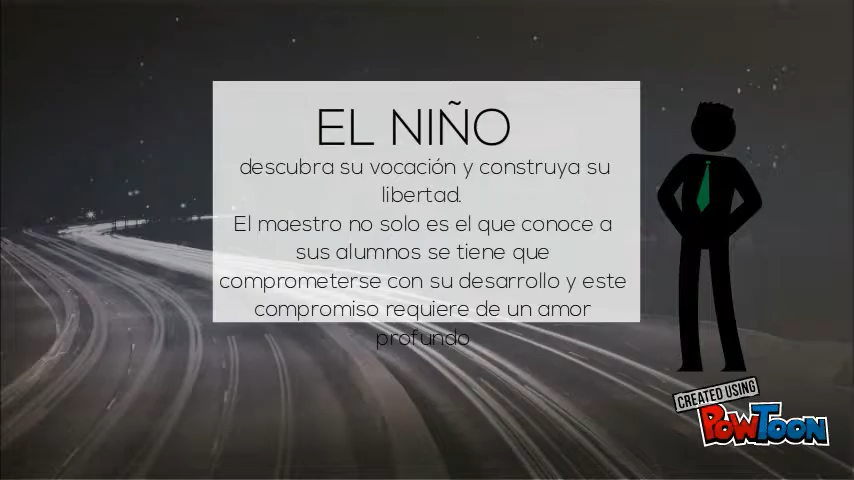 EL NIÑO
descubra su vocación y construya su
libertad.
El maestro no solo es el que conoce a
sus alumnos se tiene que
comprometerse con su desarrollo y este
compromiso requiere de un amor
profundo
CREATED USING
POWTOON